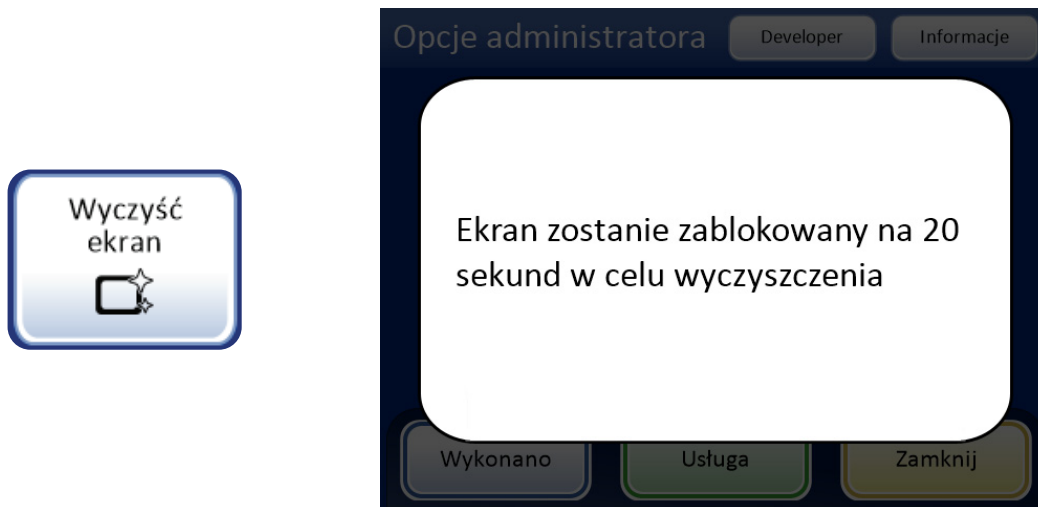 Wyczyść
ekran
Opcje administratora
Developer
Informacje
Ekran zostanie zablokowany na 20
sekund w celu wyczyszczenia
Wykonano
Usługa
Zamknij